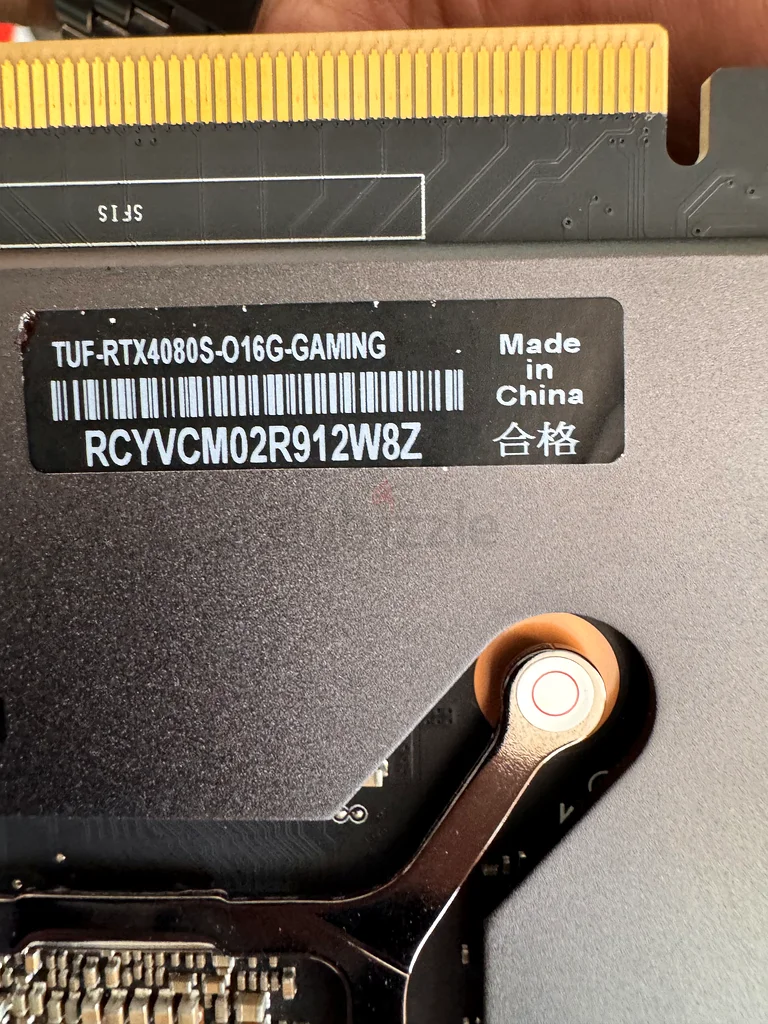 SFIS
TUF-RTX4080S-O16G-GAMING
RCYVCM02R912W8Z
Made
in
China
合格